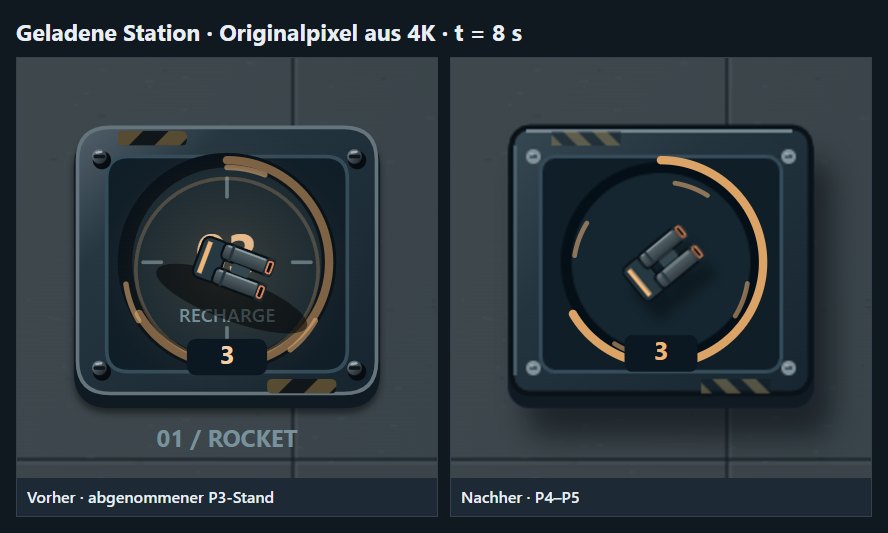 Geladene Station · Originalpixel aus 4K · t = 8 s
RECHARGE
3
01 / ROCKET
Vorher · abgenommener P3-Stand
3
Nachher · P4–P5